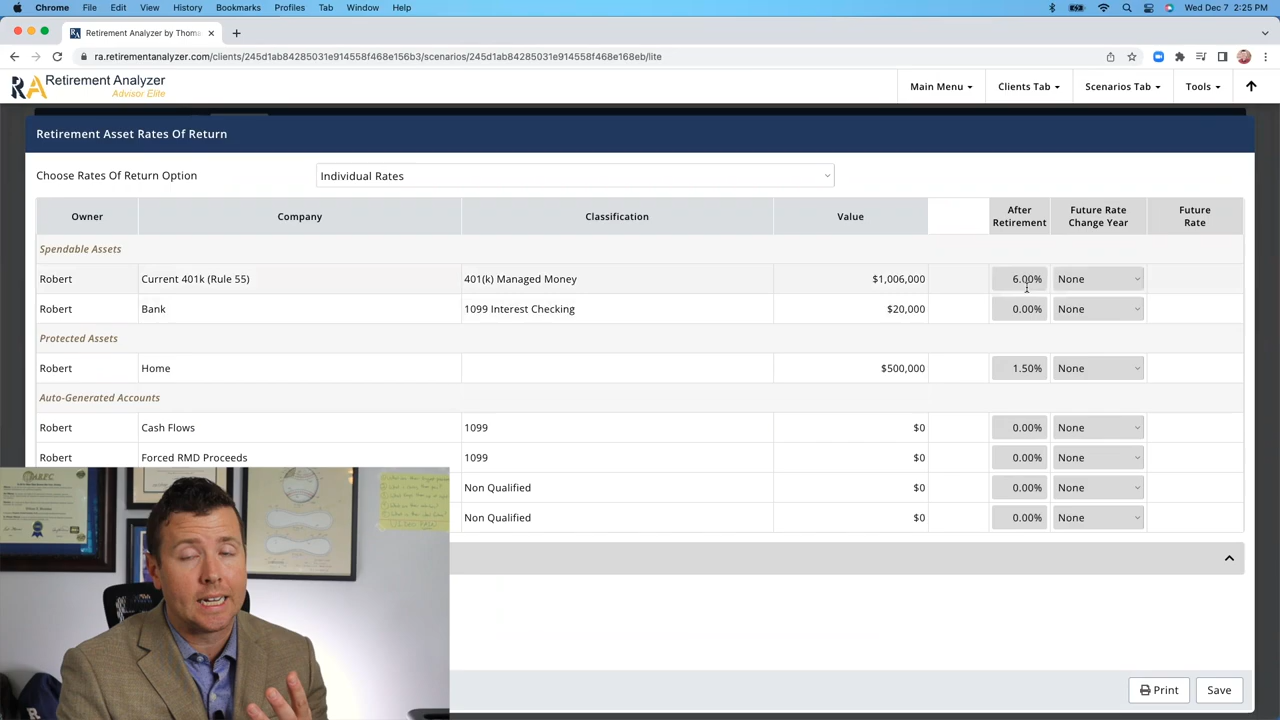 Chrome File Edit View History Bookmarks Profiles Tab Window Help Wed Dec 7 2:25 PM
Retirement Analyzer by Thoma
ra.retirementanalyzer.com/clients/245d1ab84285031e914558f468e156b3/scenarios/245d1ab84285031e914558f468e168eb/lite
RA Retirement Analyzer Main Menu Clients Tab Scenarios Tab Tools
Advisor Elite
Retirement Asset Rates Of Return
Choose Rates Of Return Option Individual Rates
Owner Company Classification Value After Retirement Future Rate Change Year Future Rate
Spendable Assets
Robert Current 401k (Rule 55) 401(k) Managed Money $1,006,000 6.00% None
Robert Bank 1099 Interest Checking $20,000 0.00% None
Protected Assets
Robert Home $500,000 1.50% None
Auto-Generated Accounts
Robert Cash Flows 1099 $0 0.00% None
Robert Forced RMD Proceeds 1099 $0 0.00% None
Non Qualified $0 0.00% None
Non Qualified $0 0.00% None
Print Save